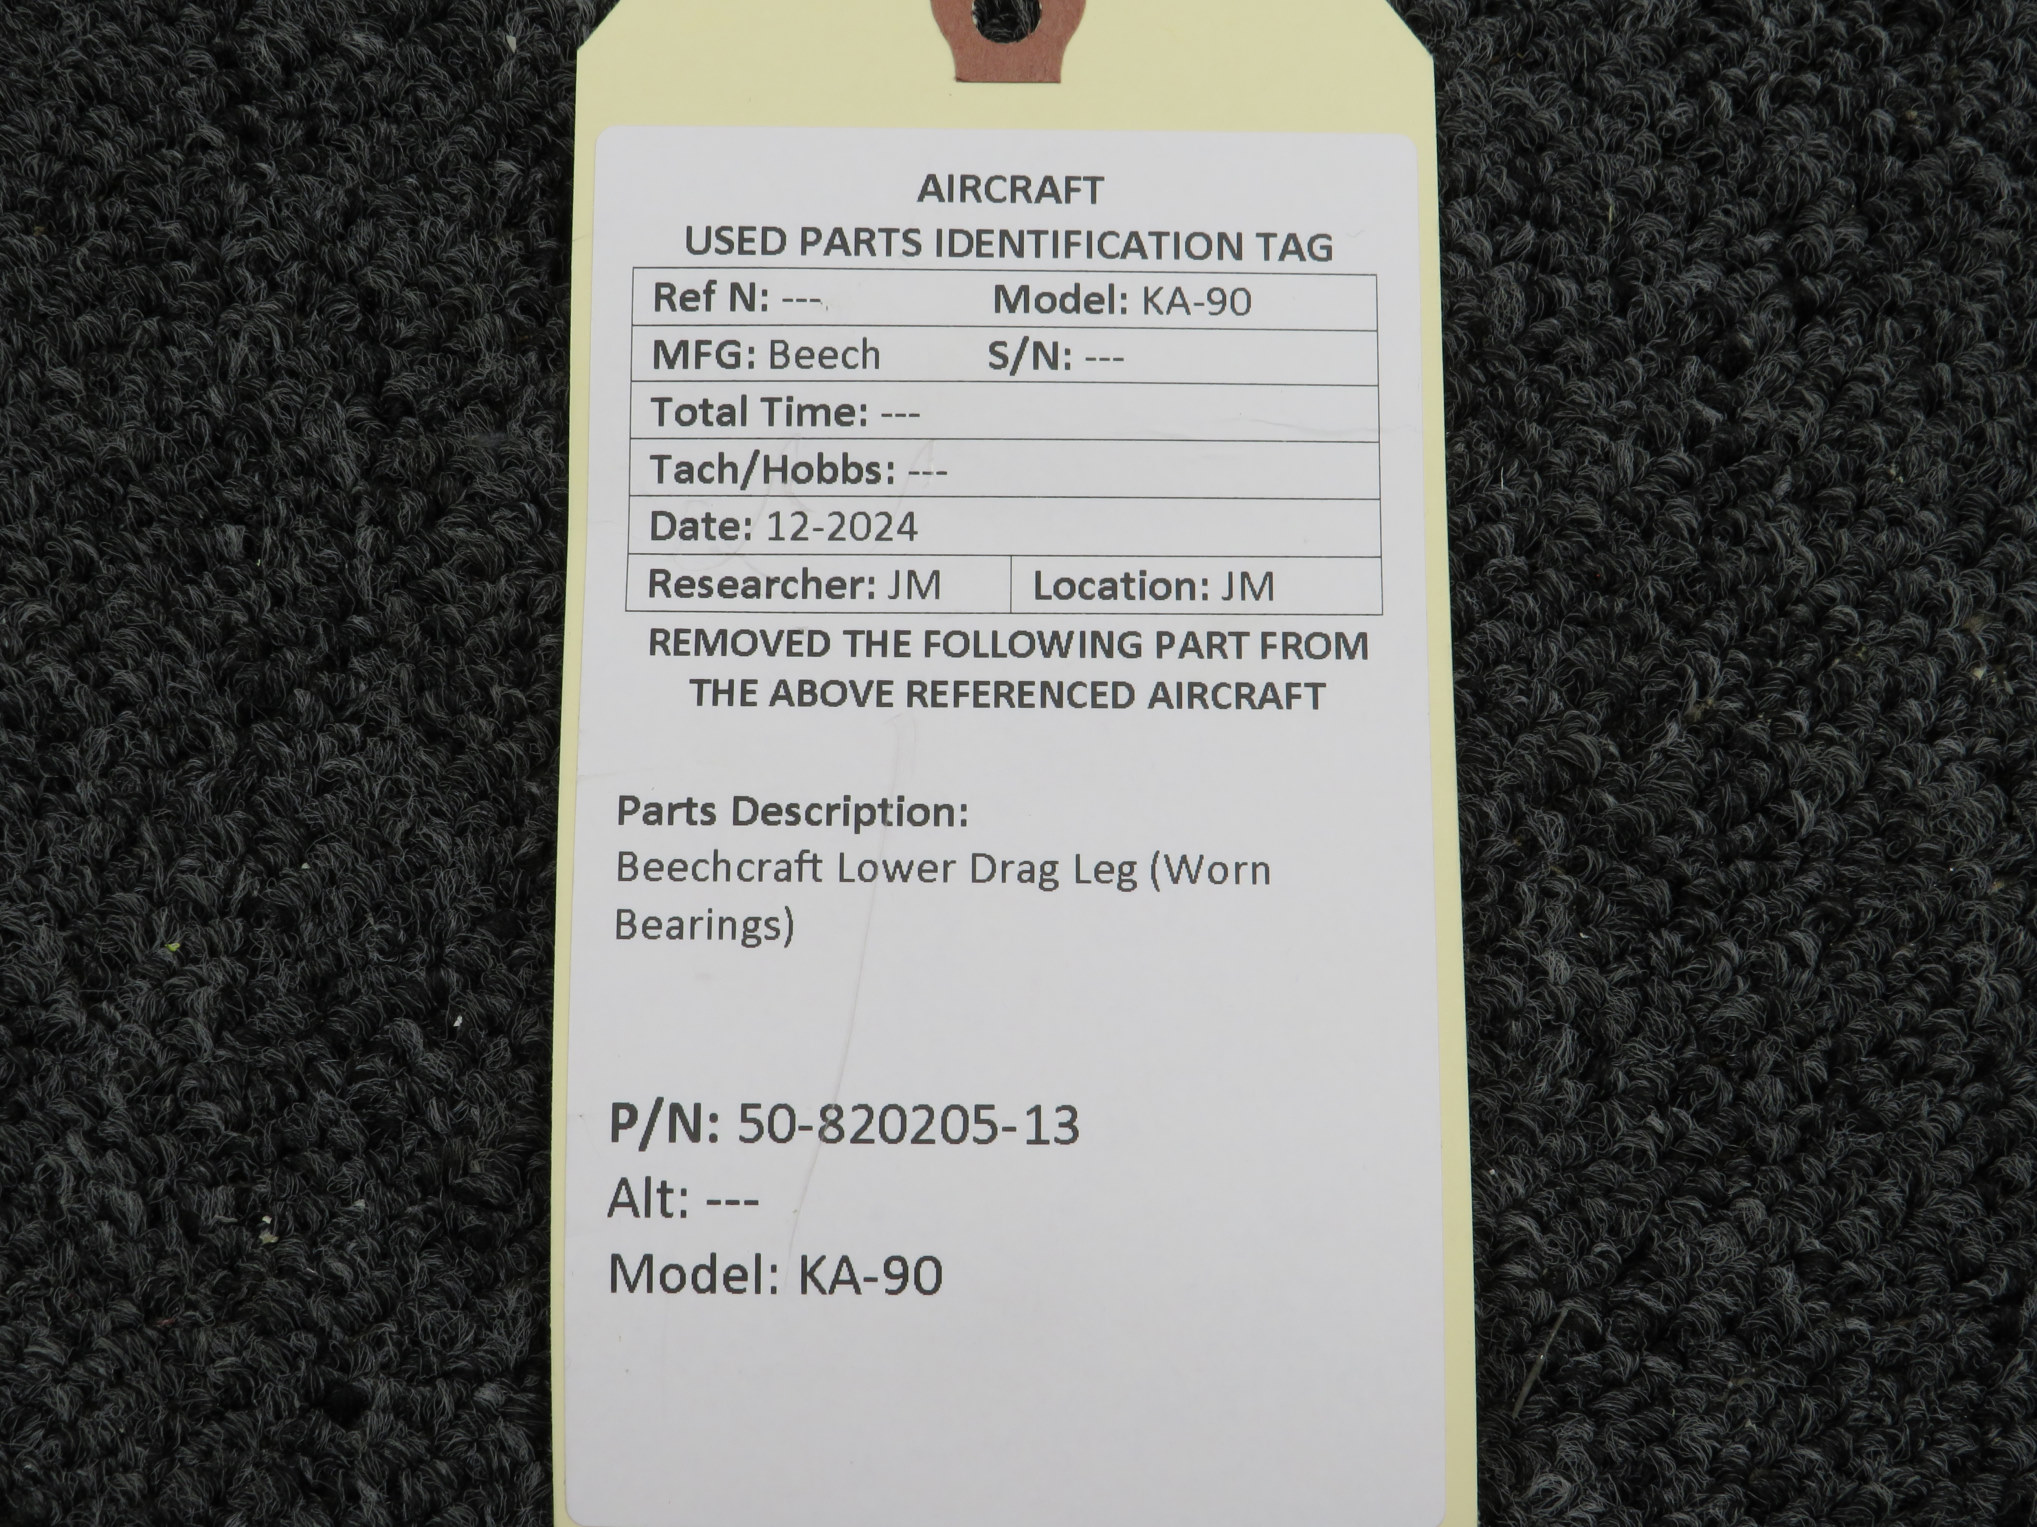 AIRCRAFT
USED PARTS IDENTIFICATION TAG
Ref N: --- Model: KA-90
MFG: Beech S/N: ---
Total Time: ---
Tach/Hobbs: ---
Date: 12-2024
Researcher: JM Location: JM
REMOVED THE FOLLOWING PART FROM
THE ABOVE REFERENCED AIRCRAFT
Parts Description:
Beechcraft Lower Drag Leg (Worn
Bearings)
P/N: 50-820205-13
Alt: ---
Model: KA-90